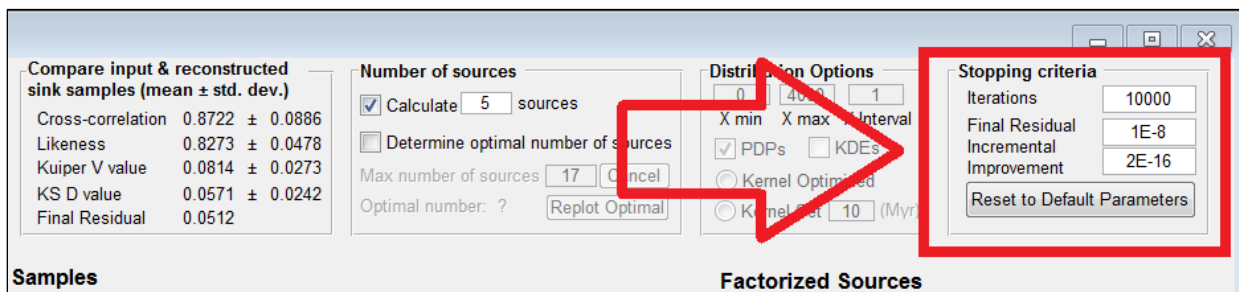 Compare input & reconstructed
sink samples (mean ± std. dev.)
Cross-correlation 0.8722 ± 0.0886
Likeness 0.8273 ± 0.0478
Kuiper V value 0.0814 ± 0.0273
KS D value 0.0571 ± 0.0242
Final Residual 0.0512
Number of sources
Calculate 5 sources
Determine optimal number of sources
Max number of sources 17 Cancel
Optimal number: ? Replot Optimal
Distribution Options
0 4000 1
X min X max X Interval
PDPs KDEs
Kernel Optimized
Kernel Set 10 (Myr)
Stopping criteria
Iterations 10000
Final Residual 1E-8
Incremental
Improvement 2E-16
Reset to Default Parameters
Samples
Factorized Sources